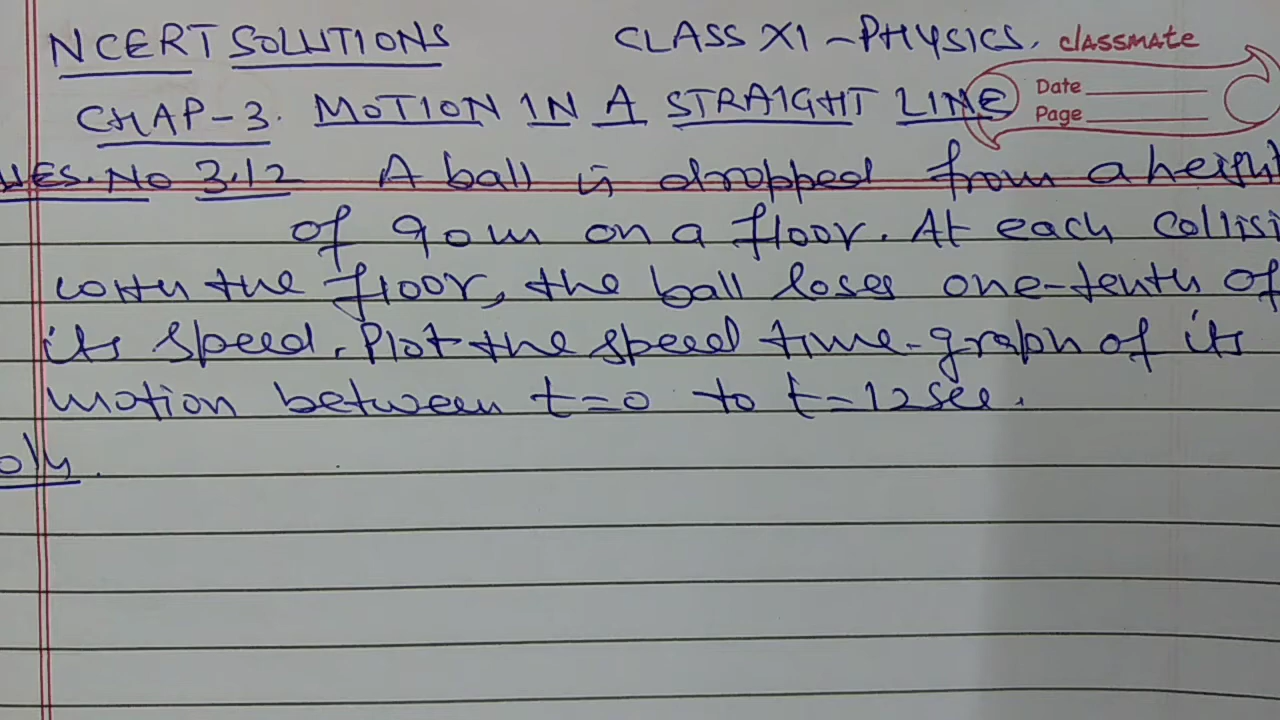 NCERT SOLUTIONS CLASS XI - PHYSICS. classmate
CHAP-3. MOTION IN A STRAIGHT LINE Date
Page
UES. No 3.12 A ball is dropped from a height
of 90m on a floor. At each collisi
with the floor, the ball loses one-tenth of
its speed. Plot the speed time-graph of its
motion between t=0 to t=12sec.
oln.